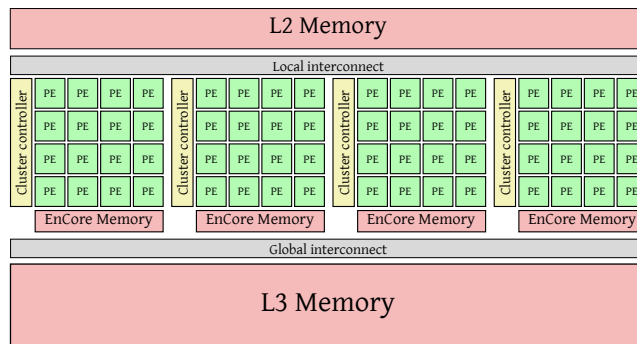 L2 Memory
Local interconnect
Cluster controller PE PE PE PE Cluster controller PE PE PE PE Cluster controller PE PE PE PE Cluster controller PE PE PE PE
PE PE PE PE PE PE PE PE PE PE PE PE PE PE PE PE
PE PE PE PE PE PE PE PE PE PE PE PE PE PE PE PE
PE PE PE PE PE PE PE PE PE PE PE PE PE PE PE PE
EnCore Memory EnCore Memory EnCore Memory EnCore Memory
Global interconnect
L3 Memory